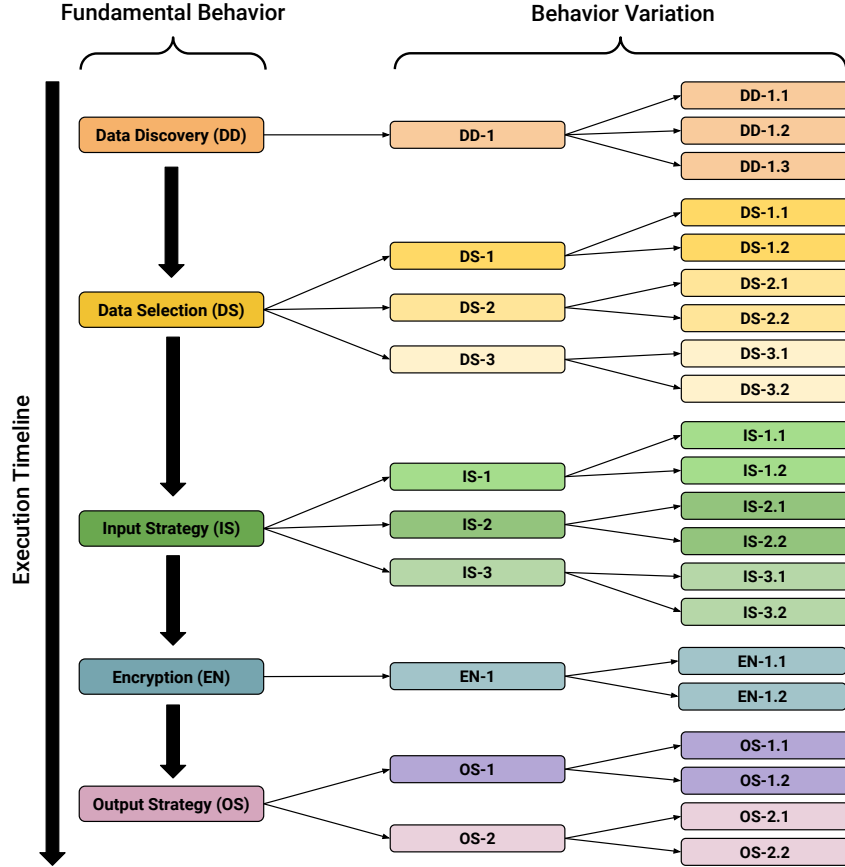 Fundamental Behavior
Behavior Variation
Execution Timeline
Data Discovery (DD)
DD-1
DD-1.1
DD-1.2
DD-1.3
Data Selection (DS)
DS-1
DS-1.1
DS-1.2
DS-2
DS-2.1
DS-2.2
DS-3
DS-3.1
DS-3.2
Input Strategy (IS)
IS-1
IS-1.1
IS-1.2
IS-2
IS-2.1
IS-2.2
IS-3
IS-3.1
IS-3.2
Encryption (EN)
EN-1
EN-1.1
EN-1.2
Output Strategy (OS)
OS-1
OS-1.1
OS-1.2
OS-2
OS-2.1
OS-2.2